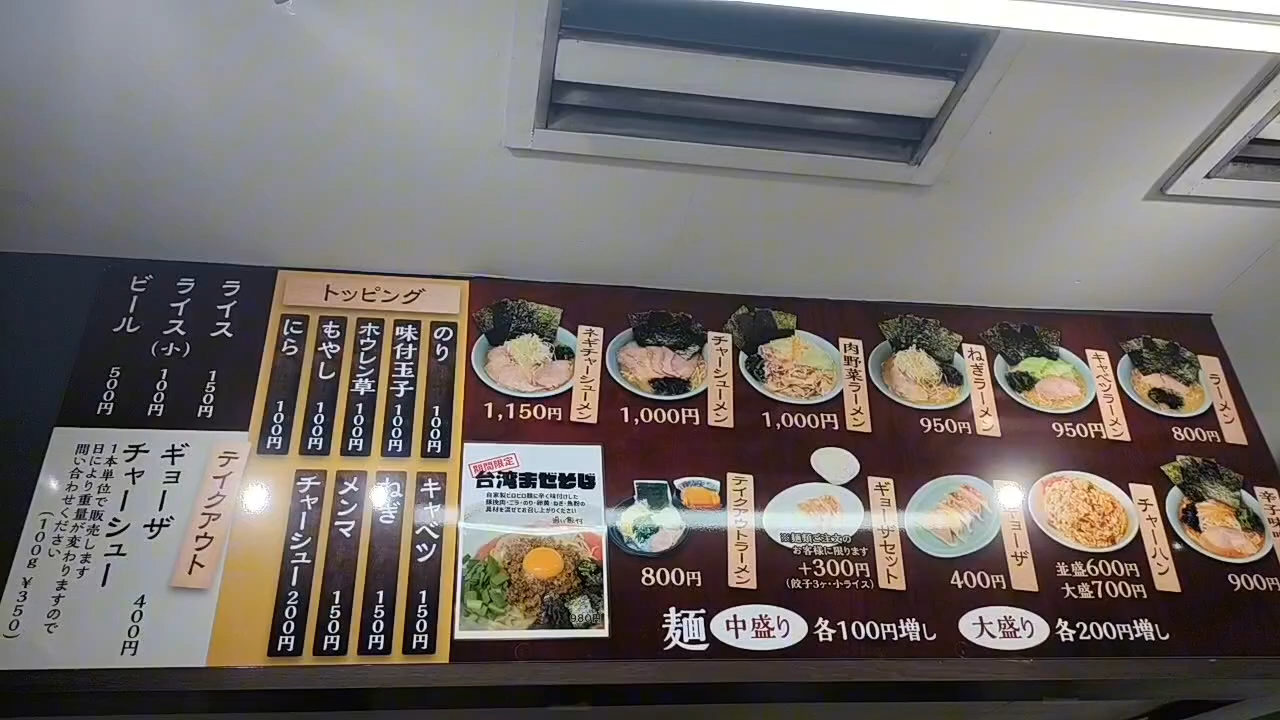 ラーメン
800円
キャベツラーメン
950円
ねぎラーメン
950円
肉野菜ラーメン
1,000円
チャーシューメン
1,000円
ネギチャーシューメン
1,150円
900円
チャーハン
並盛600円
大盛700円
ギョーザ
400円
ギョーザセット
※麺類ご注文の
お客様に限ります
+300円
(餃子3ヶ・小ライス)
テイクアウトラーメン
800円
麺 中盛り 各100円増し 大盛り 各200円増し
期間限定
台湾まぜそば
980円
トッピング
のり 100円
味付玉子 100円
ホウレン草 100円
もやし 100円
にら 100円
キャベツ 150円
ねぎ 150円
メンマ 150円
チャーシュー 200円
ライス 150円
ライス(小) 100円
ビール 500円
テイクアウト
ギョーザ 400円
チャーシュー
1本単位で販売します
日により重量が変わりますので
問い合わせください
(100g ¥350)